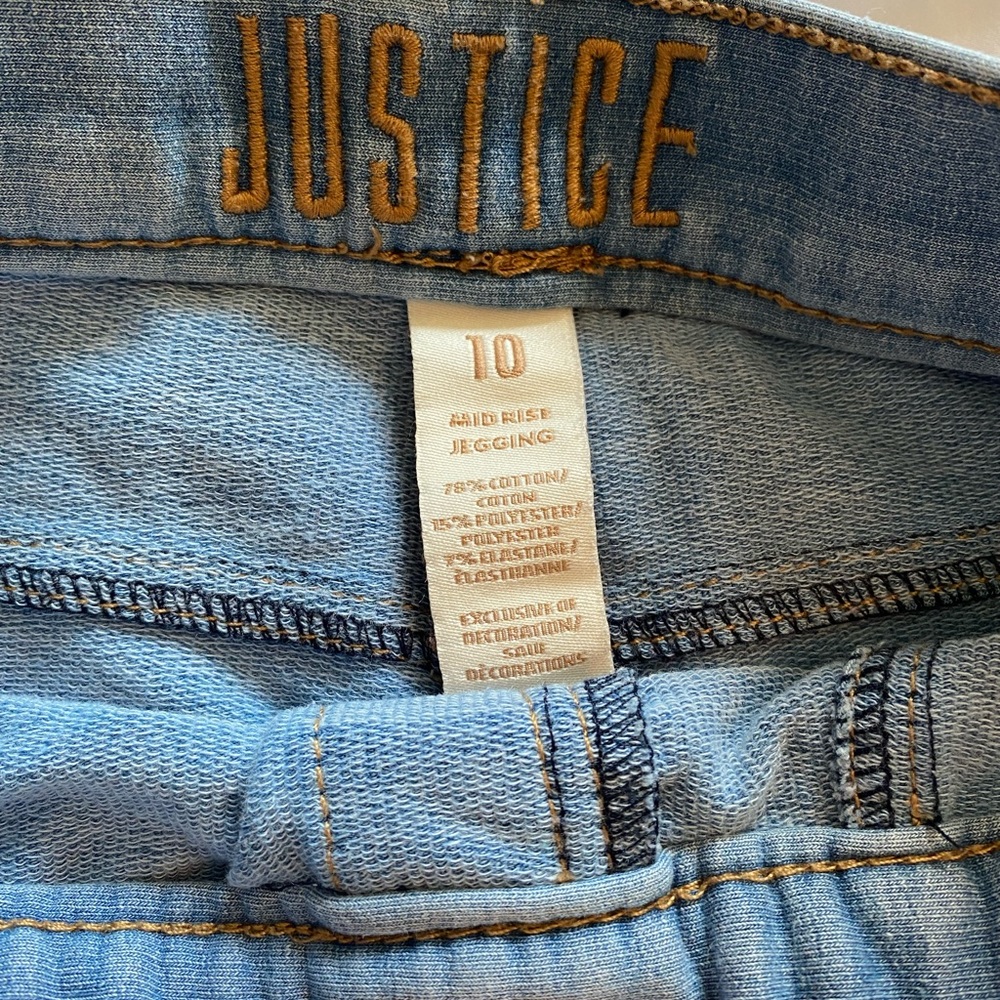 JUSTICE
10
MID RISE
JEGGING
78% COTTON/
COTON
15% POLYESTER/
POLYESTER
7% ELASTANE/
ÉLASTHANNE
EXCLUSIVE OF
DECORATION/
SAUF
DÉCORATIONS